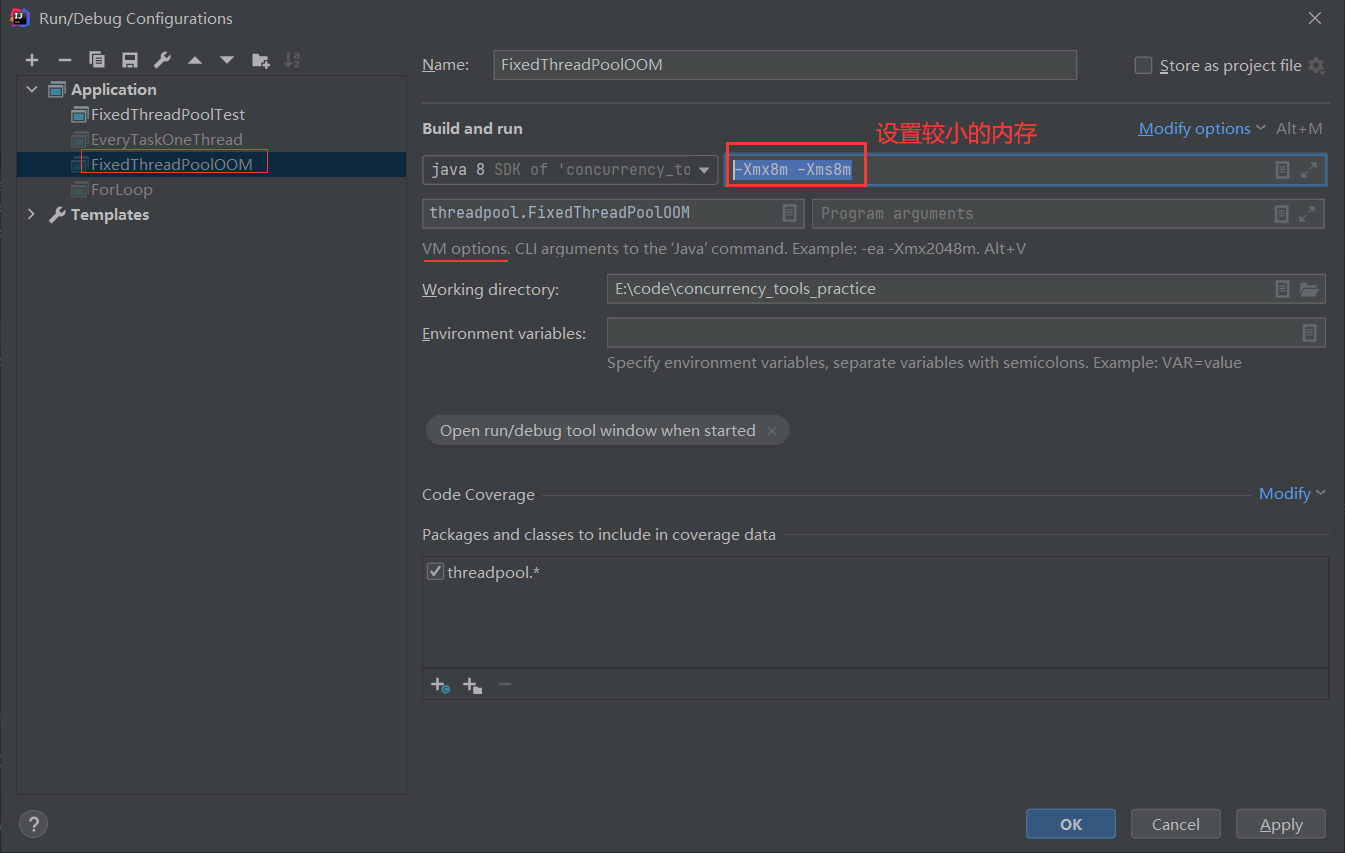 Run/Debug Configurations
Application
FixedThreadPoolTest
EveryTaskOneThread
FixedThreadPoolOOM
ForLoop
Templates
Name: FixedThreadPoolOOM Store as project file
Build and run 设置较小的内存 Modify options Alt+M
java 8 SDK of 'concurrency_to -Xmx8m -Xms8m
threadpool.FixedThreadPoolOOM Program arguments
VM options. CLI arguments to the 'Java' command. Example: -ea -Xmx2048m. Alt+V
Working directory: E:\code\concurrency_tools_practice
Environment variables:
Specify environment variables, separate variables with semicolons. Example: VAR=value
Open run/debug tool window when started
Code Coverage Modify
Packages and classes to include in coverage data
threadpool.*
? OK Cancel Apply